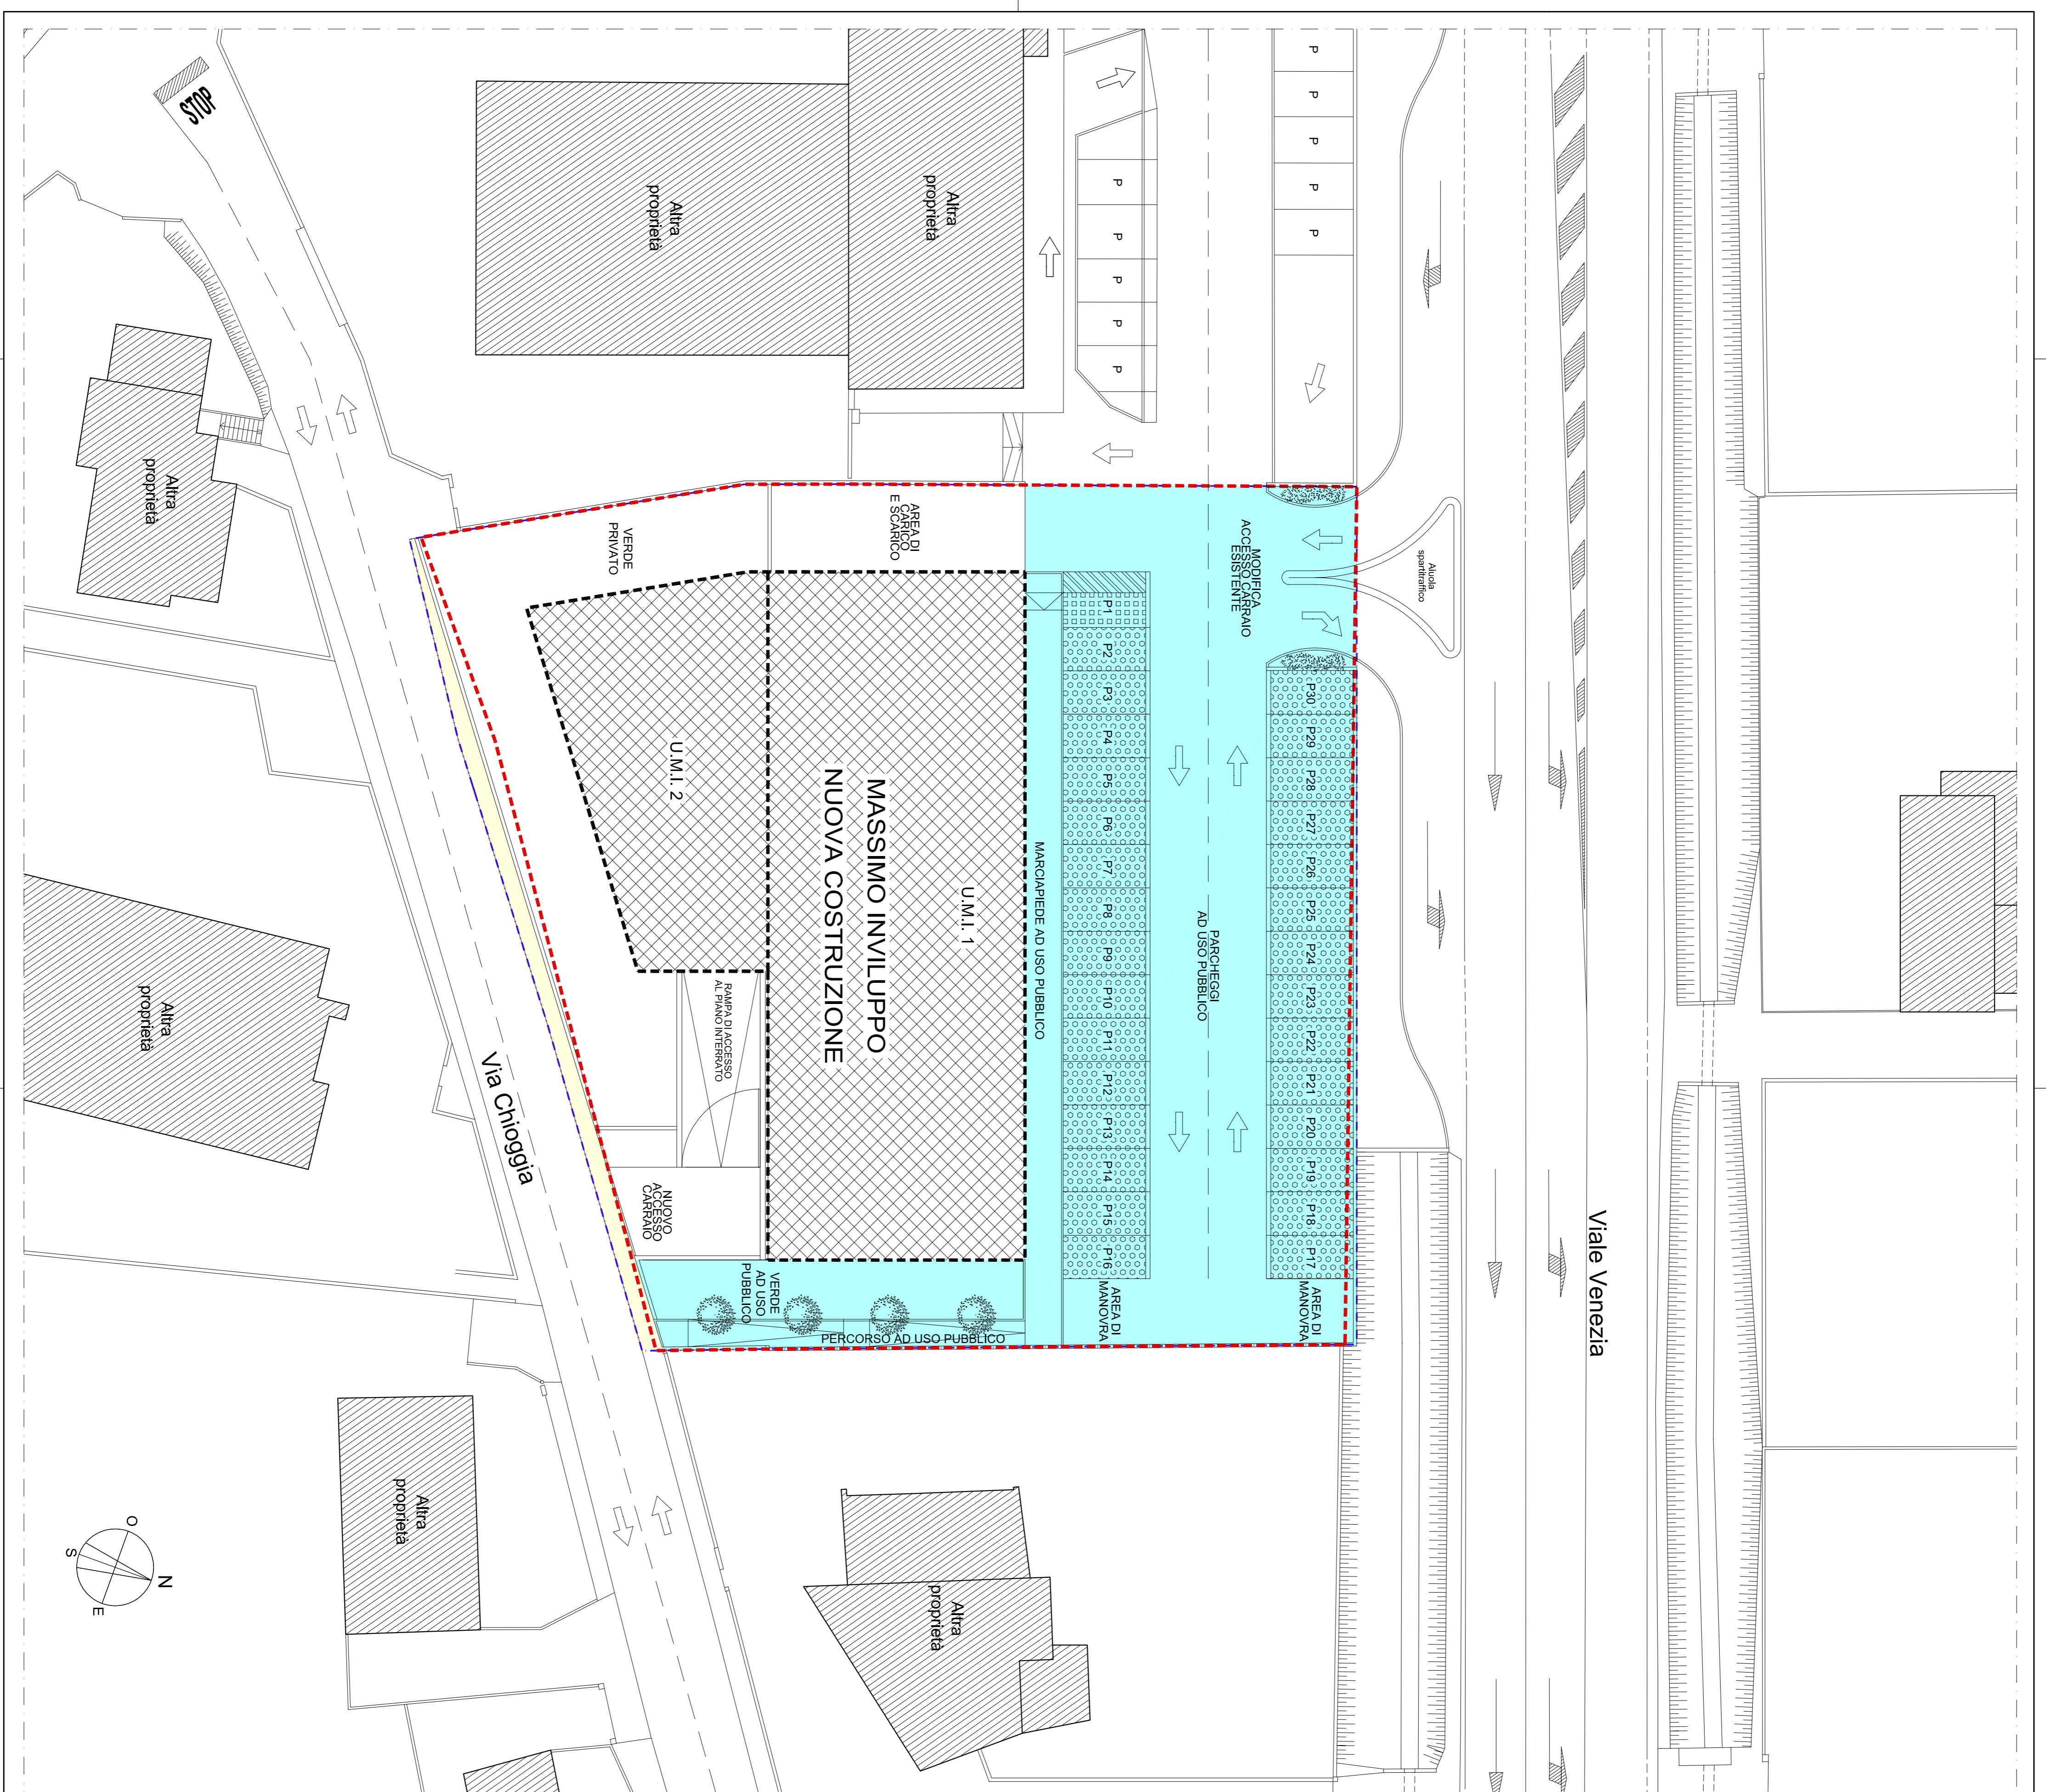 STOP
Altra
proprietà
Altra
proprietà
P
P
P
P
P
P
P
P
P
P
Altra
proprietà
Aluola
spartitraffico
MODIFICA
ACCESSO CARRAIO
ESISTENTE
AREA DI
CARICO
E SCARICO
VERDE
PRIVATO
U.M.I. 2
U.M.I. 1
MASSIMO INVILUPPO
NUOVA COSTRUZIONE
MARCIAPIEDE AD USO PUBBLICO
PARCHEGGI
AD USO PUBBLICO
P1
P2
P3
P4
P5
P6
P7
P8
P9
P10
P11
P12
P13
P14
P15
P16
P30
P29
P28
P27
P26
P25
P24
P23
P22
P21
P20
P19
P18
P17
AREA DI
MANOVRA
AREA DI
MANOVRA
RAMPA DI ACCESSO
AL PIANO INTERRATO
NUOVO
ACCESSO
CARRAIO
VERDE
AD USO
PUBBLICO
PERCORSO AD USO PUBBLICO
Via Chioggia
Viale Venezia
Altra
proprietà
Altra
proprietà
Altra
proprietà
O
S
N
E